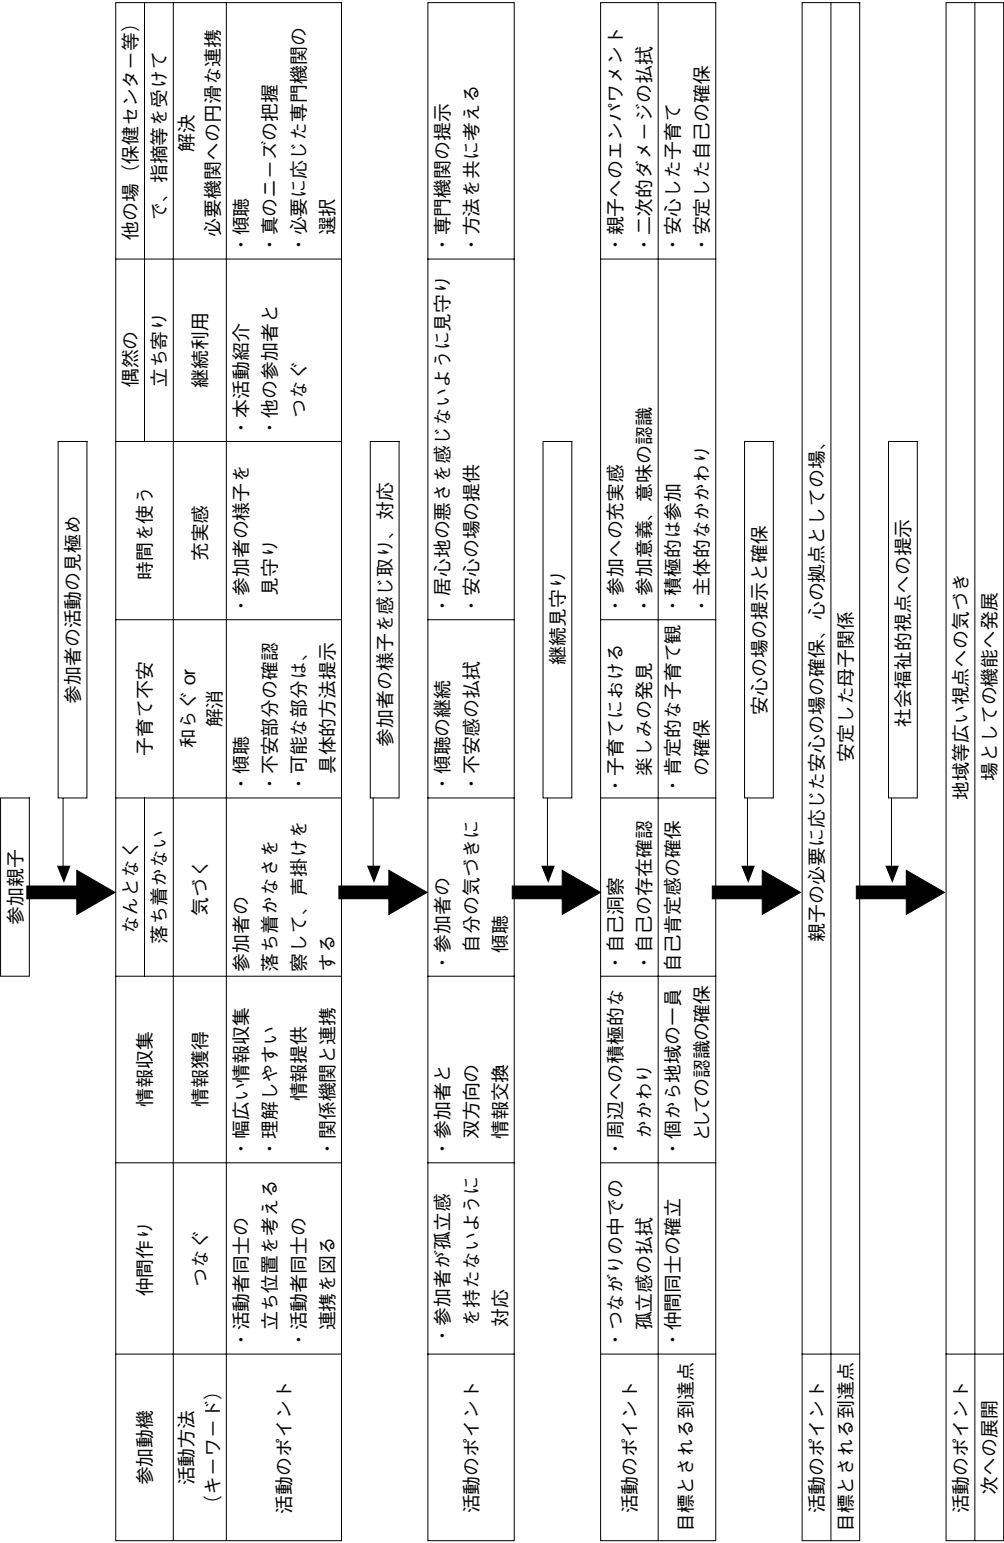 参加親子
参加者の活動の見極め
参加動機
仲間作り
情報収集
なんとなく
落ち着かない
子育て不安
時間を使う
偶然の
立ち寄り
他の場（保健センター等）
で、指摘等を受けて
活動方法
（キーワード）
つなぐ
情報獲得
気づく
和らぐ or
解消
充実感
継続利用
解決
必要機関への円滑な連携
活動のポイント
・活動者同士の
立ち位置を考える
・活動者同士の
連携を図る
・幅広い情報収集
・理解しやすい
情報提供
・関係機関と連携
参加者の
落ち着かなさを
察して、声掛けを
する
・傾聴
・不安部分の確認
・可能な部分は、
具体的方法提示
・参加者の様子を
見守り
・本活動紹介
・他の参加者と
つなぐ
・傾聴
・真のニーズの把握
・必要に応じた専門機関の
選択
参加者の様子を感じ取り、対応
活動のポイント
・参加者が孤立感
を持たないように
対応
・参加者と
双方向の
情報交換
・参加者の
自分の気づきに
傾聴
・傾聴の継続
・不安感の払拭
・居心地の悪さを感じないように見守り
・安心の場の提供
・専門機関の提示
・方法を共に考える
継続見守り
活動のポイント
・つながりの中での
孤立感の払拭
・周辺への積極的な
かかわり
・自己洞察
・自己の存在確認
・子育てにおける
楽しみの発見
・参加への充実感
・参加意義、意味の認識
・親子へのエンパワメント
・二次的ダメージの払拭
目標とされる到達点
・仲間同士の確立
・個から地域の一員
としての認識の確保
自己肯定感の確保
・肯定的な子育て観
の確保
・積極的は参加
・主体的なかかわり
・安心した子育て
・安定した自己の確保
安心の場の提示と確保
活動のポイント
親子の必要に応じた安心の場の確保、心の拠点としての場、
目標とされる到達点
安定した母子関係
社会福祉的視点への提示
活動のポイント
地域等広い視点への気づき
次への展開
場としての機能へ発展